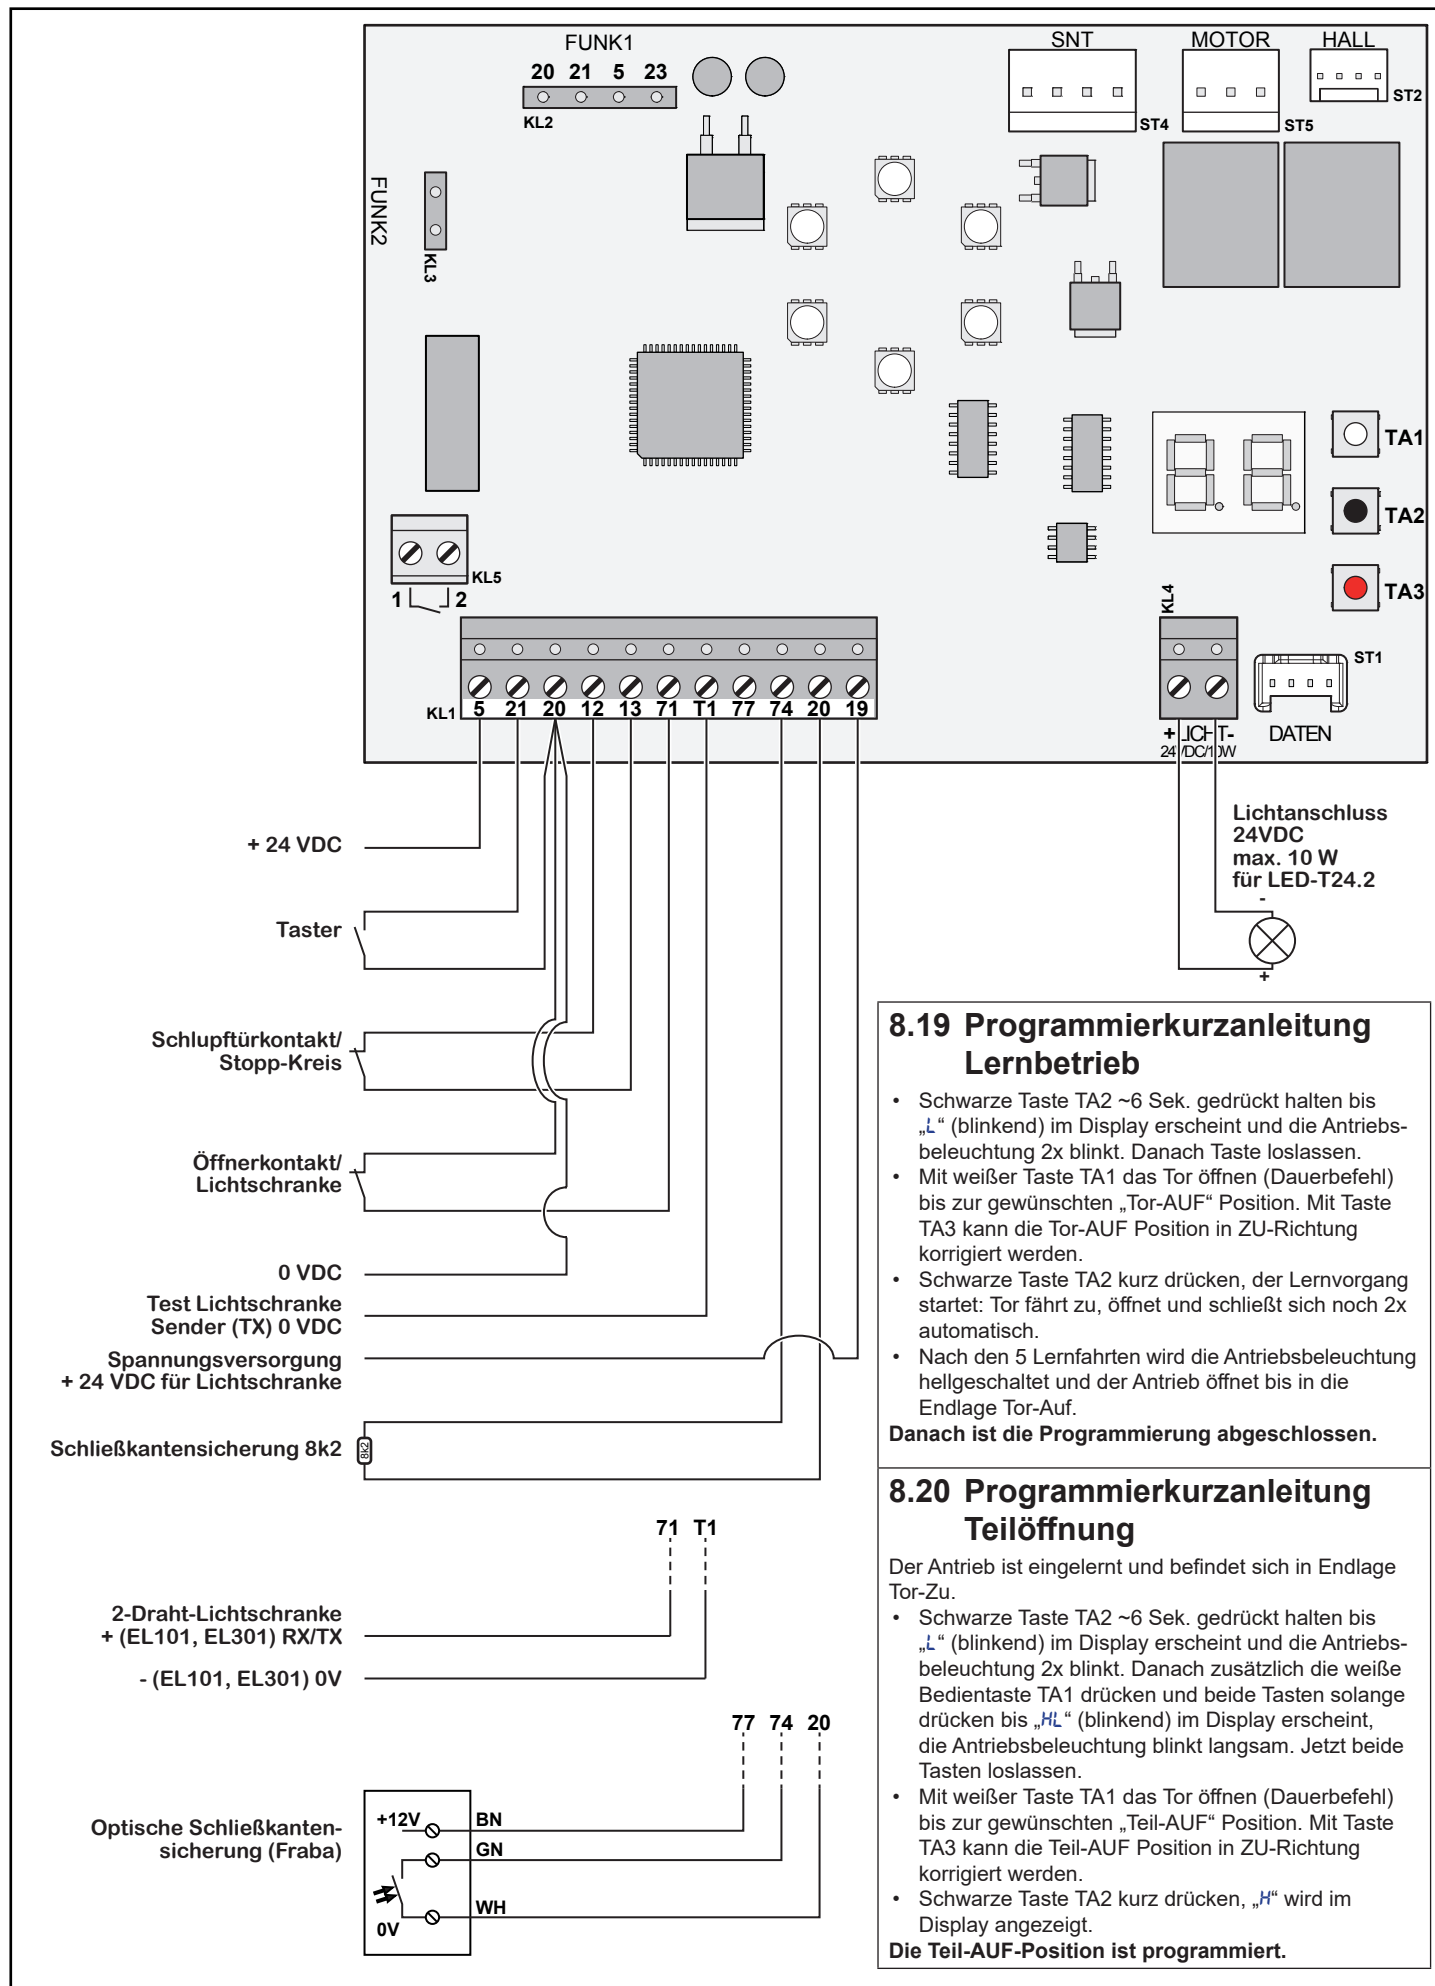 FUNK1
20 21 5 23
KL2
SNT
ST4
MOTOR
ST5
HALL
ST2
FUNK2
KL3
TA1
TA2
TA3
KL5
1 2
KL4
ST1
KL1
5 21 20 12 13 71 T1 77 74 20 19
+ LICHT -
24VDC/10W
DATEN
+ 24 VDC
Taster
Schlupftürkontakt/
Stopp-Kreis
Öffnerkontakt/
Lichtschranke
0 VDC
Test Lichtschranke
Sender (TX) 0 VDC
Spannungsversorgung
+ 24 VDC für Lichtschranke
Schließkantensicherung 8k2
8k2
71 T1
2-Draht-Lichtschranke
+ (EL101, EL301) RX/TX
- (EL101, EL301) 0V
77 74 20
Optische Schließkanten-
sicherung (Fraba)
+12V
BN
GN
WH
0V
Lichtanschluss
24VDC
max. 10 W
für LED-T24.2
-
+
8.19 Programmierkurzanleitung
Lernbetrieb
• Schwarze Taste TA2 ~6 Sek. gedrückt halten bis
„L“ (blinkend) im Display erscheint und die Antriebs-
beleuchtung 2x blinkt. Danach Taste loslassen.
• Mit weißer Taste TA1 das Tor öffnen (Dauerbefehl)
bis zur gewünschten „Tor-AUF“ Position. Mit Taste
TA3 kann die Tor-AUF Position in ZU-Richtung
korrigiert werden.
• Schwarze Taste TA2 kurz drücken, der Lernvorgang
startet: Tor fährt zu, öffnet und schließt sich noch 2x
automatisch.
• Nach den 5 Lernfahrten wird die Antriebsbeleuchtung
hellgeschaltet und der Antrieb öffnet bis in die
Endlage Tor-Auf.
Danach ist die Programmierung abgeschlossen.
8.20 Programmierkurzanleitung
Teilöffnung
Der Antrieb ist eingelernt und befindet sich in Endlage
Tor-Zu.
• Schwarze Taste TA2 ~6 Sek. gedrückt halten bis
„L“ (blinkend) im Display erscheint und die Antriebs-
beleuchtung 2x blinkt. Danach zusätzlich die weiße
Bedientaste TA1 drücken und beide Tasten solange
drücken bis „HL“ (blinkend) im Display erscheint,
die Antriebsbeleuchtung blinkt langsam. Jetzt beide
Tasten loslassen.
• Mit weißer Taste TA1 das Tor öffnen (Dauerbefehl)
bis zur gewünschten „Teil-AUF“ Position. Mit Taste
TA3 kann die Teil-AUF Position in ZU-Richtung
korrigiert werden.
• Schwarze Taste TA2 kurz drücken, „H“ wird im
Display angezeigt.
Die Teil-AUF-Position ist programmiert.